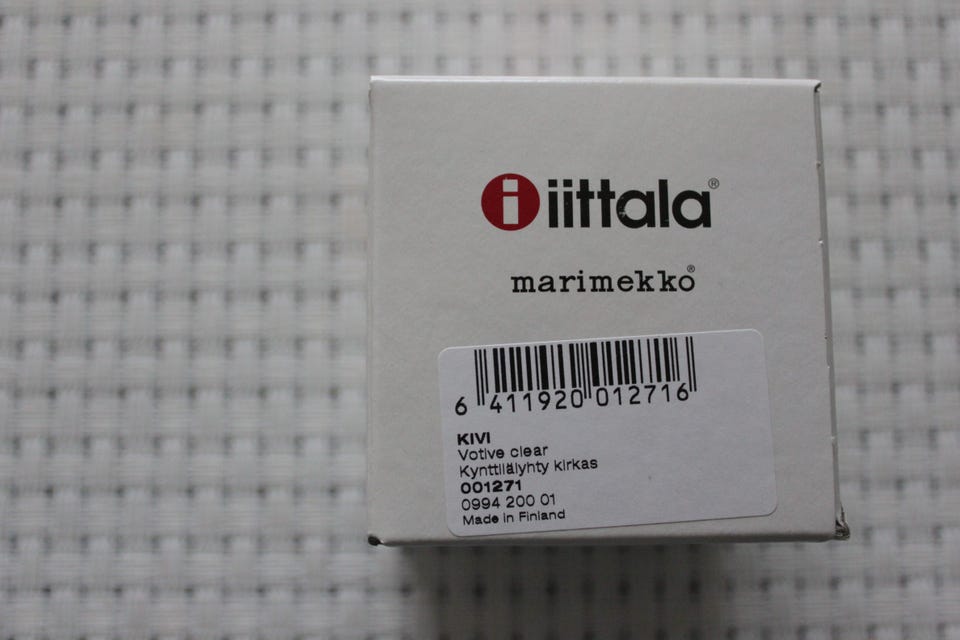 i iittala®
marimekko®
6 411920 012716
KIVI
Votive clear
Kynttilälyhty kirkas
001271
0994 200 01
Made in Finland